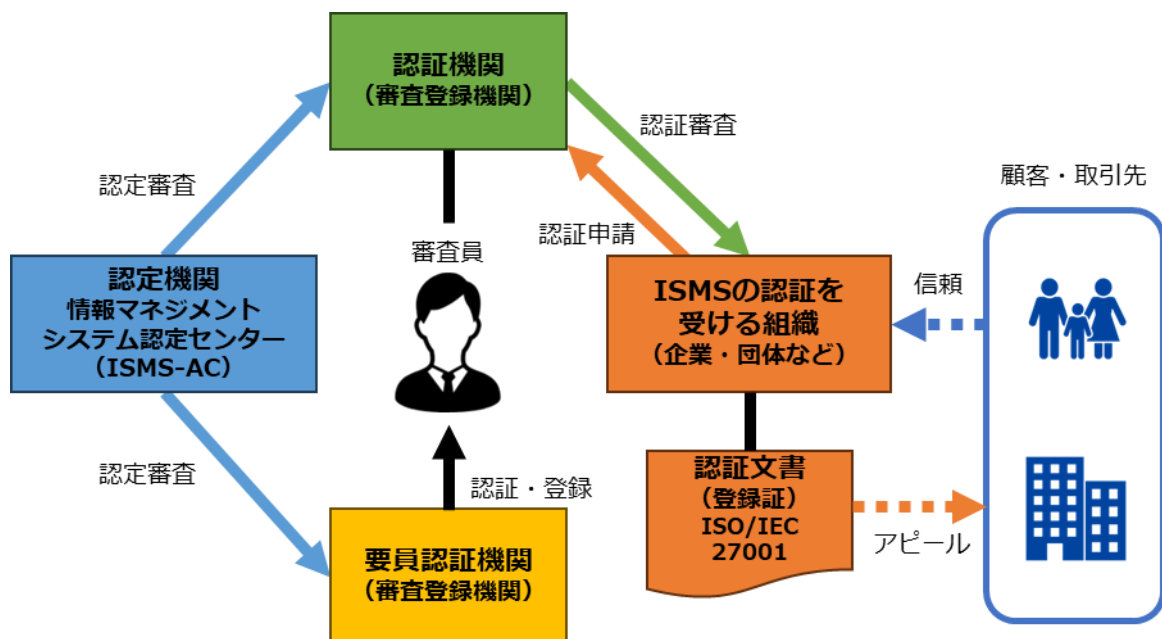 認証機関
（審査登録機関）
認証審査
認定審査
認証申請
顧客・取引先
審査員
認定機関
情報マネジメント
システム認定センター
（ISMS-AC）
ISMSの認証を
受ける組織
（企業・団体など）
信頼
認定審査
認証・登録
認証文書
（登録証）
ISO/IEC
27001
アピール
要員認証機関
（審査登録機関）